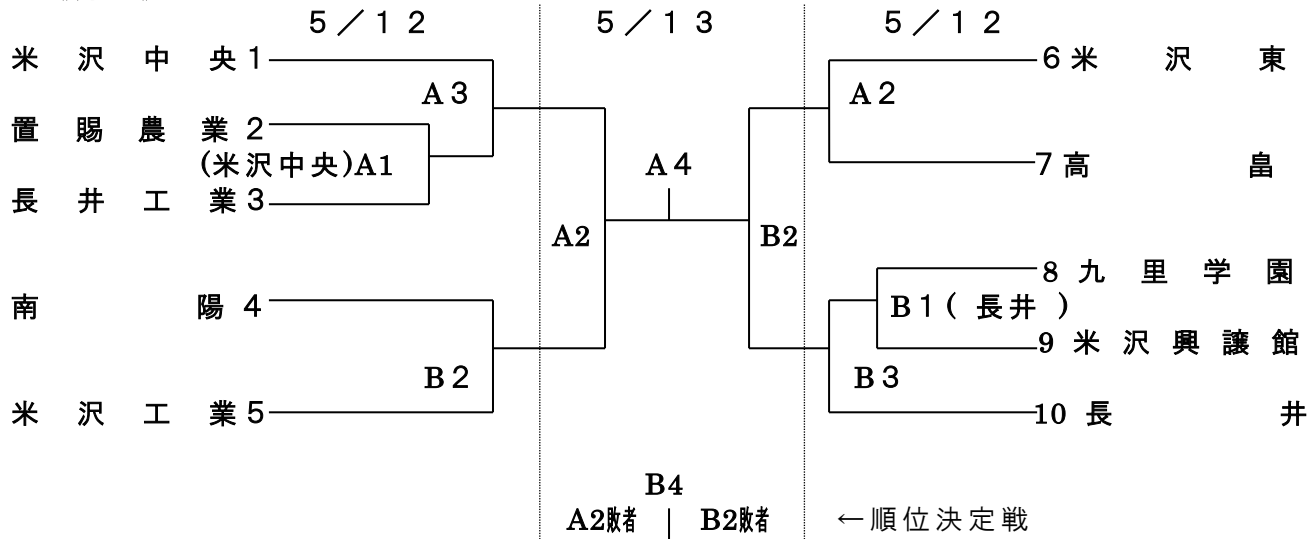 5/12 5/13 5/12
米沢中央1 6米沢東
A3 A2
置賜農業2
(米沢中央)A1 A4 7高畠
長井工業3
A2 B2
8九里学園
南陽4 B1(長井)
9米沢興譲館
B2 B3
米沢工業5 10長井
B4
A2敗者 B2敗者 ←順位決定戦